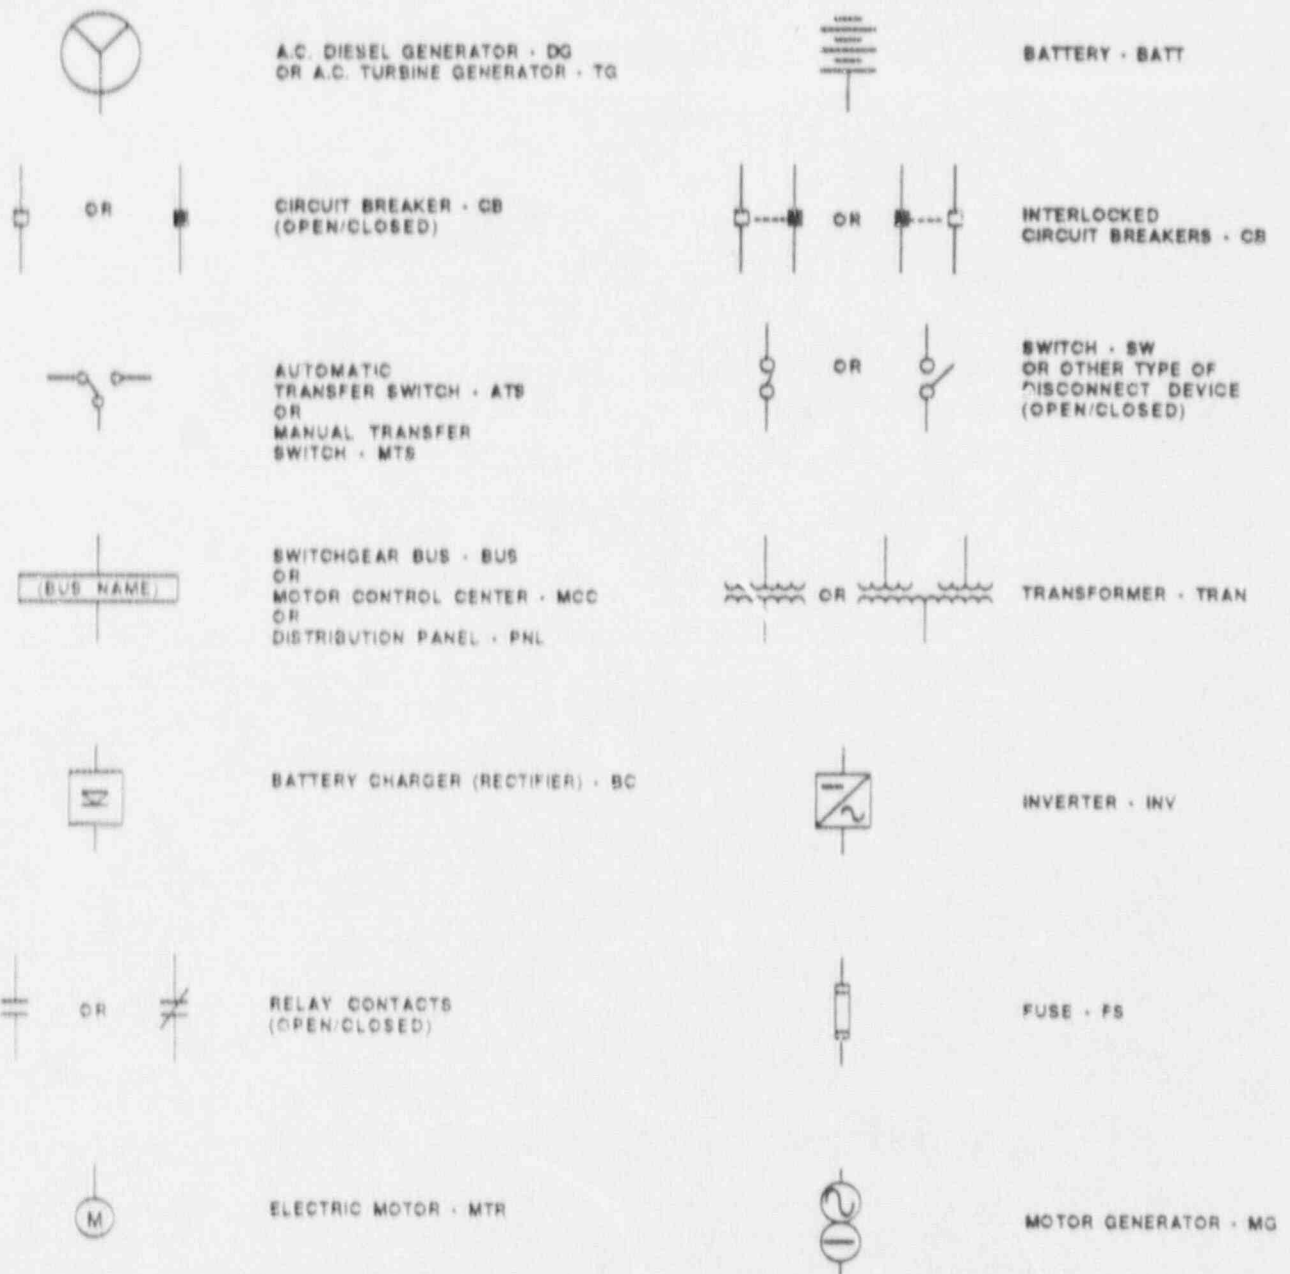 A.C. DIESEL GENERATOR - DG
OR A.C. TURBINE GENERATOR - TG
BATTERY - BATT
OR
CIRCUIT BREAKER - CB
(OPEN/CLOSED)
OR
INTERLOCKED
CIRCUIT BREAKERS - CB
AUTOMATIC
TRANSFER SWITCH - ATS
OR
MANUAL TRANSFER
SWITCH - MTS
OR
SWITCH - SW
OR OTHER TYPE OF
DISCONNECT DEVICE
(OPEN/CLOSED)
(BUS NAME)
SWITCHGEAR BUS - BUS
OR
MOTOR CONTROL CENTER - MCC
OR
DISTRIBUTION PANEL - PNL
OR
TRANSFORMER - TRAN
BATTERY CHARGER (RECTIFIER) - BC
INVERTER - INV
OR
RELAY CONTACTS
(OPEN/CLOSED)
FUSE - FS
M
ELECTRIC MOTOR - MTR
MOTOR GENERATOR - MG